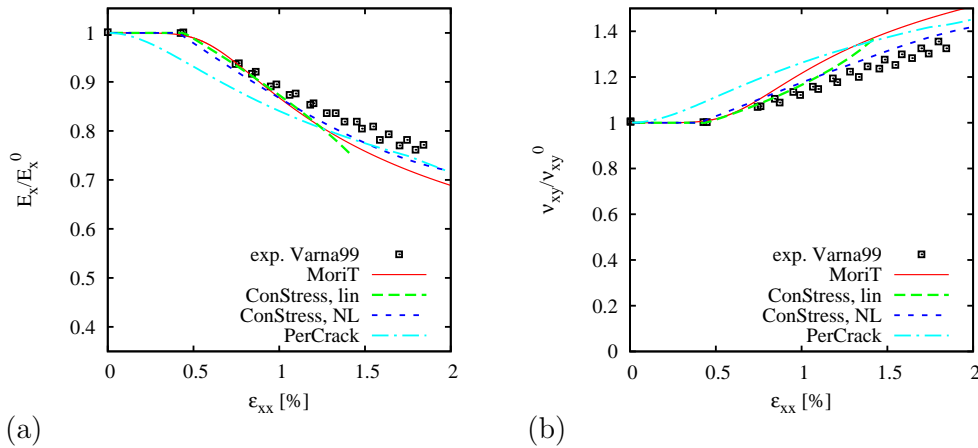 1
0.9
0.8
0.7
0.6
0.5
0.4
E_x/E_x^0
exp. Varna99
MoriT
ConStress, lin
ConStress, NL
PerCrack
0 0.5 1 1.5 2
ε_xx [%]
(a)
1.4
1.2
1
0.8
0.6
0.4
0.2
0
ν_xy/ν_xy^0
exp. Varna99
MoriT
ConStress, lin
ConStress, NL
PerCrack
0 0.5 1 1.5 2
ε_xx [%]
(b)